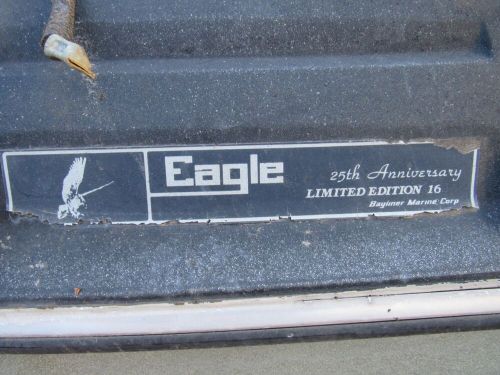 Eagle
25th Anniversary
LIMITED EDITION 16
Bayliner Marine Corp